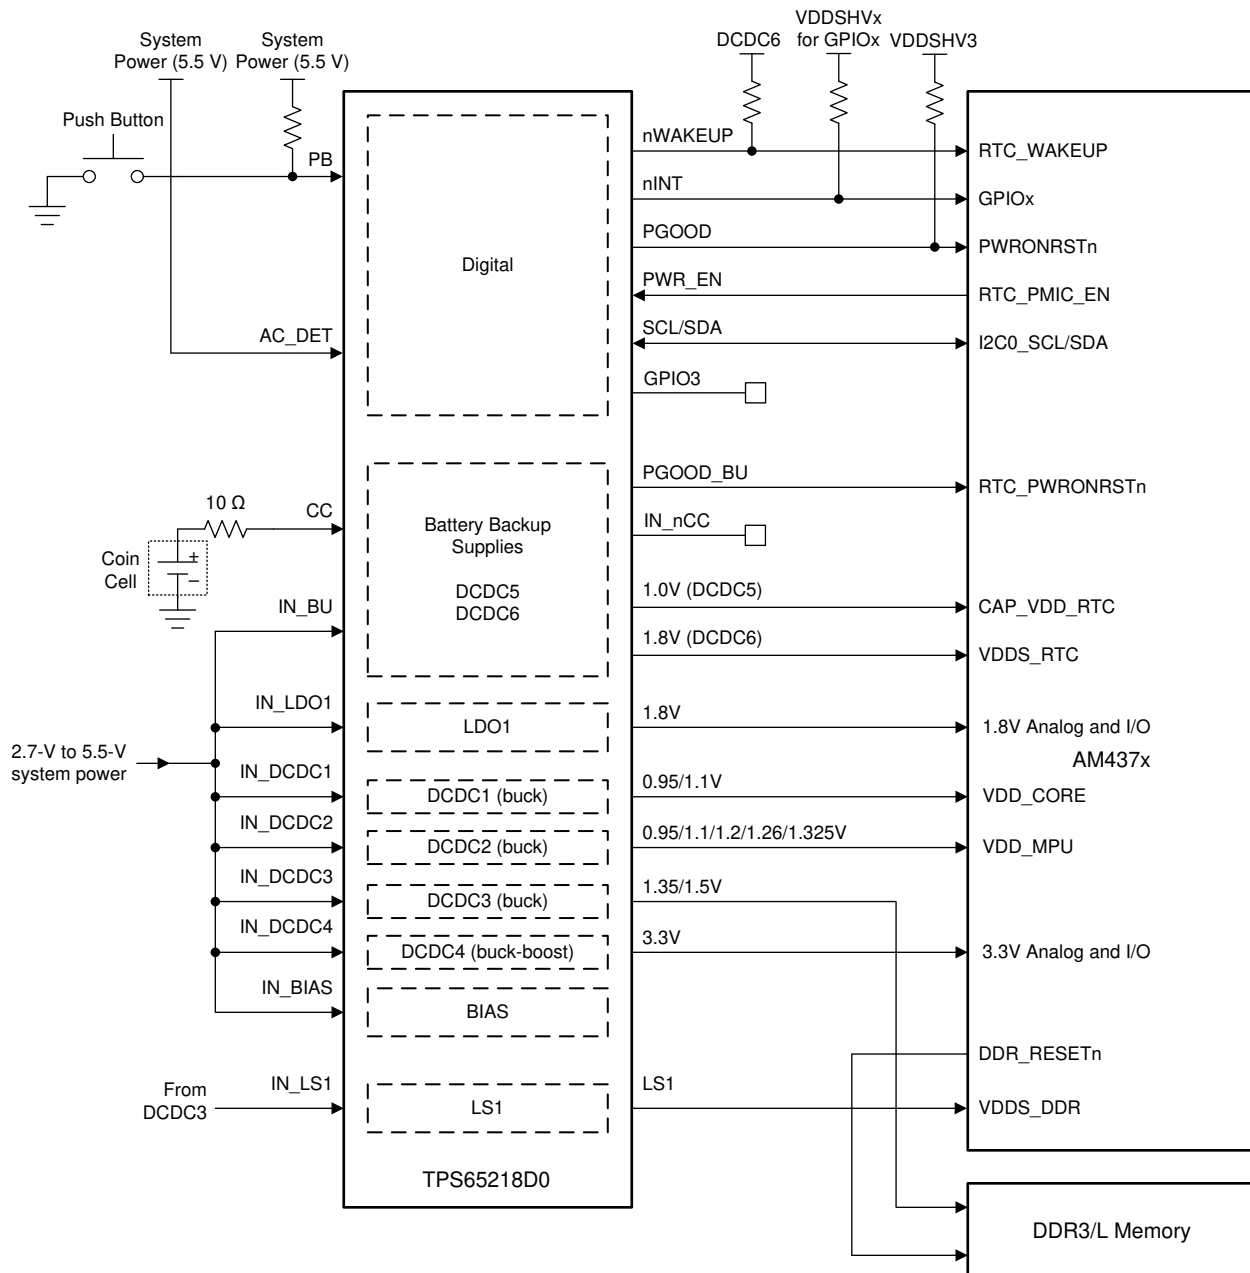 System
Power (5.5 V)
System
Power (5.5 V)
DCDC6
VDDSHVx
for GPIOx
VDDSHV3
Push Button
PB
AC_DET
Digital
nWAKEUP
RTC_WAKEUP
nINT
GPIOx
PGOOD
PWRONRSTn
PWR_EN
RTC_PMIC_EN
SCL/SDA
I2C0_SCL/SDA
GPIO3
10 Ω
CC
Coin
Cell
+
–
IN_BU
Battery Backup
Supplies
DCDC5
DCDC6
PGOOD_BU
RTC_PWRONRSTn
IN_nCC
1.0V (DCDC5)
CAP_VDD_RTC
1.8V (DCDC6)
VDDS_RTC
2.7-V to 5.5-V
system power
IN_LDO1
LDO1
1.8V
1.8V Analog and I/O
AM437x
IN_DCDC1
DCDC1 (buck)
0.95/1.1V
VDD_CORE
IN_DCDC2
DCDC2 (buck)
0.95/1.1/1.2/1.26/1.325V
VDD_MPU
IN_DCDC3
DCDC3 (buck)
1.35/1.5V
IN_DCDC4
DCDC4 (buck-boost)
3.3V
3.3V Analog and I/O
IN_BIAS
BIAS
DDR_RESETn
From
DCDC3
IN_LS1
LS1
LS1
VDDS_DDR
TPS65218D0
DDR3/L Memory